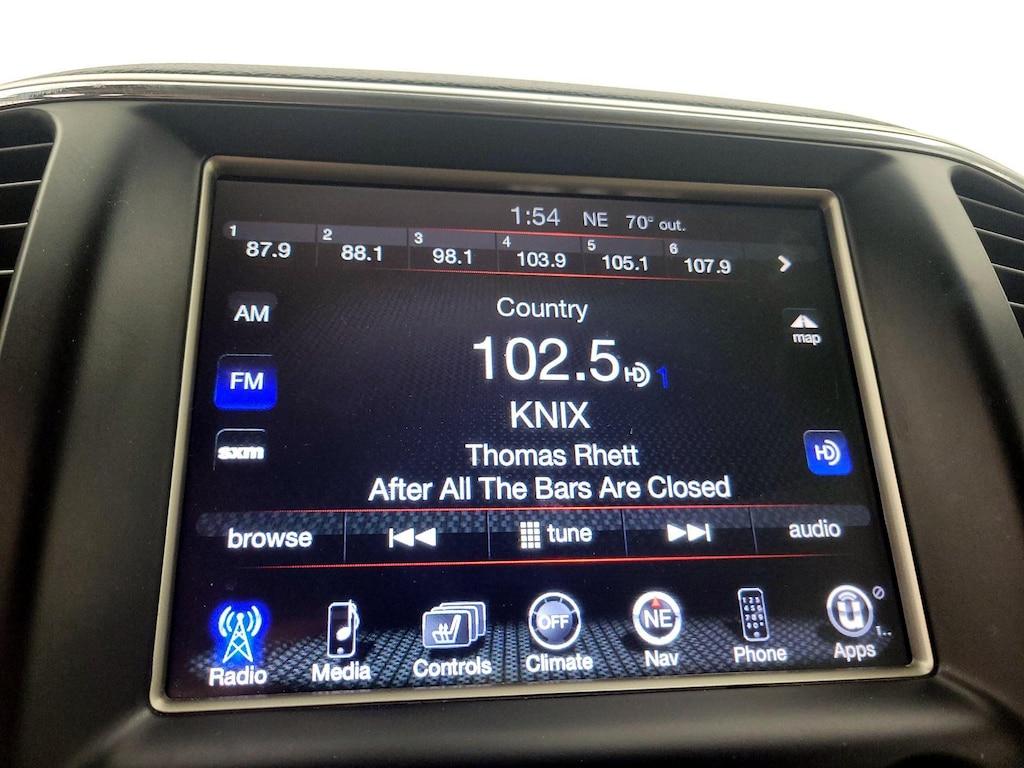 1:54 NE 70° out.
1 2 3 4 5 6
87.9 88.1 98.1 103.9 105.1 107.9
AM
Country
map
102.5 HD 1
FM
KNIX
sxm
Thomas Rhett
HD
After All The Bars Are Closed
browse tune audio
OFF NE
Radio Media Controls Climate Nav Phone Apps